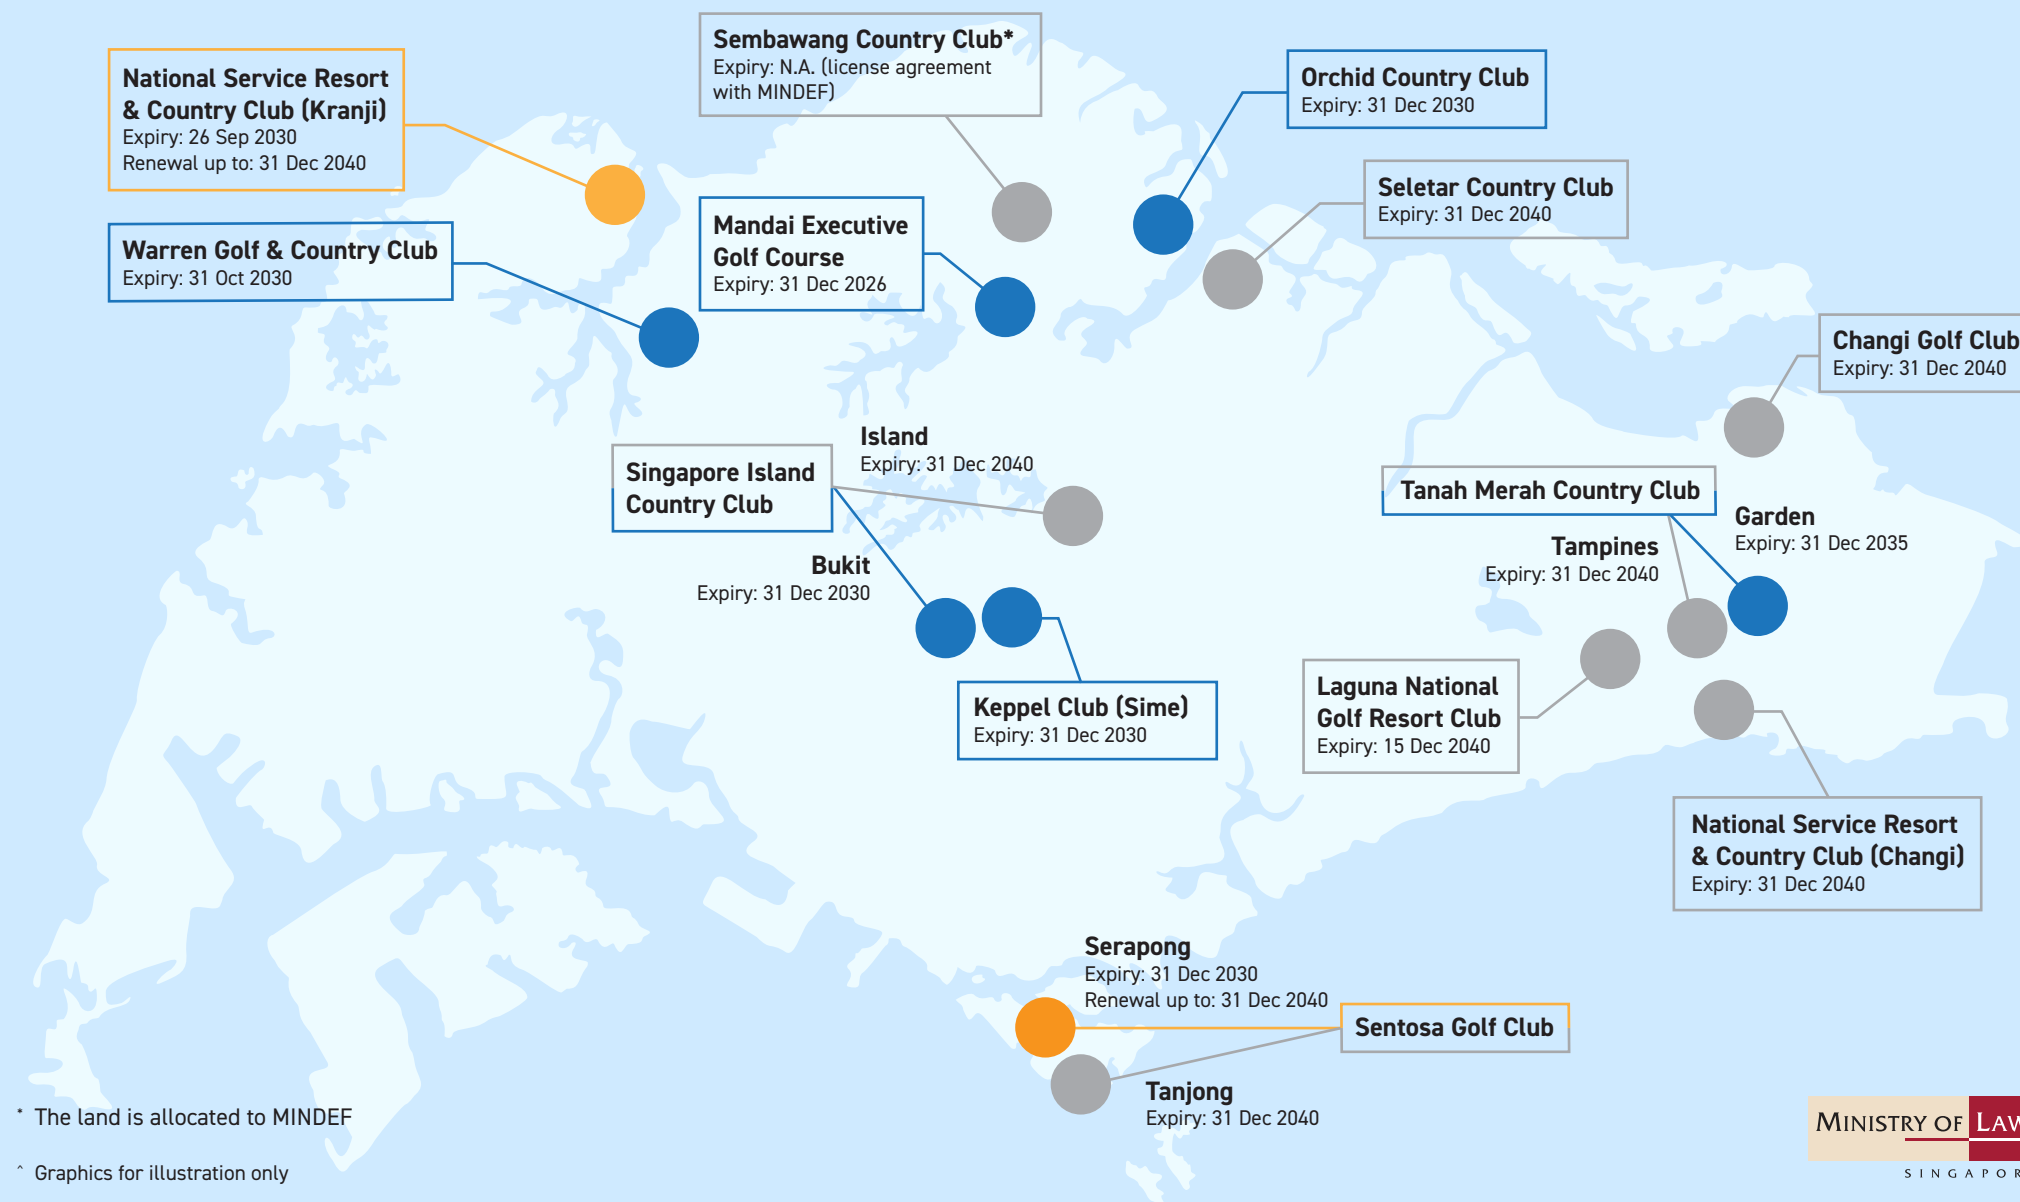 National Service Resort
& Country Club (Kranji)
Expiry: 26 Sep 2030
Renewal up to: 31 Dec 2040
Sembawang Country Club*
Expiry: N.A. (license agreement
with MINDEF)
Orchid Country Club
Expiry: 31 Dec 2030
Seletar Country Club
Expiry: 31 Dec 2040
Warren Golf & Country Club
Expiry: 31 Oct 2030
Mandai Executive
Golf Course
Expiry: 31 Dec 2026
Changi Golf Club
Expiry: 31 Dec 2040
Singapore Island
Country Club
Island
Expiry: 31 Dec 2040
Bukit
Expiry: 31 Dec 2030
Tanah Merah Country Club
Garden
Expiry: 31 Dec 2035
Tampines
Expiry: 31 Dec 2040
Keppel Club (Sime)
Expiry: 31 Dec 2030
Laguna National
Golf Resort Club
Expiry: 15 Dec 2040
National Service Resort
& Country Club (Changi)
Expiry: 31 Dec 2040
Serapong
Expiry: 31 Dec 2030
Renewal up to: 31 Dec 2040
Sentosa Golf Club
Tanjong
Expiry: 31 Dec 2040
* The land is allocated to MINDEF
^ Graphics for illustration only
MINISTRY OF LAW
SINGAPOR